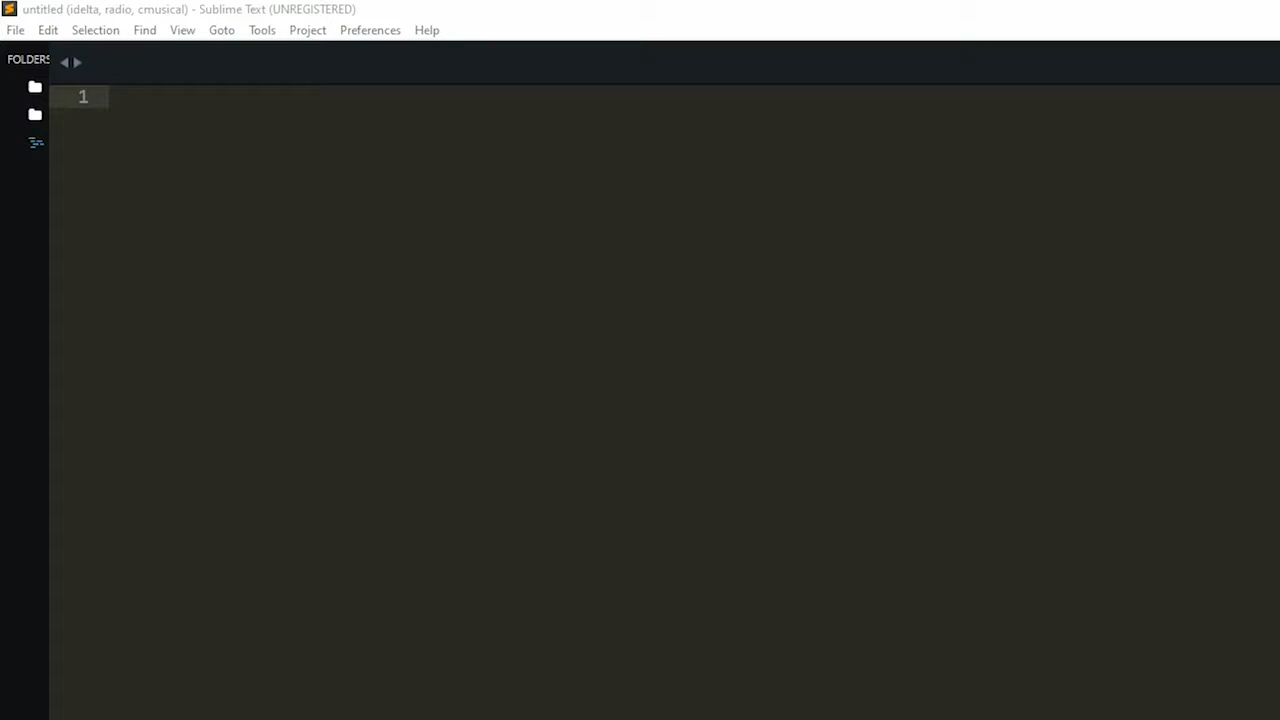 untitled (idelta, radio, cmusical) - Sublime Text (UNREGISTERED)
File Edit Selection Find View Goto Tools Project Preferences Help
FOLDERS
1